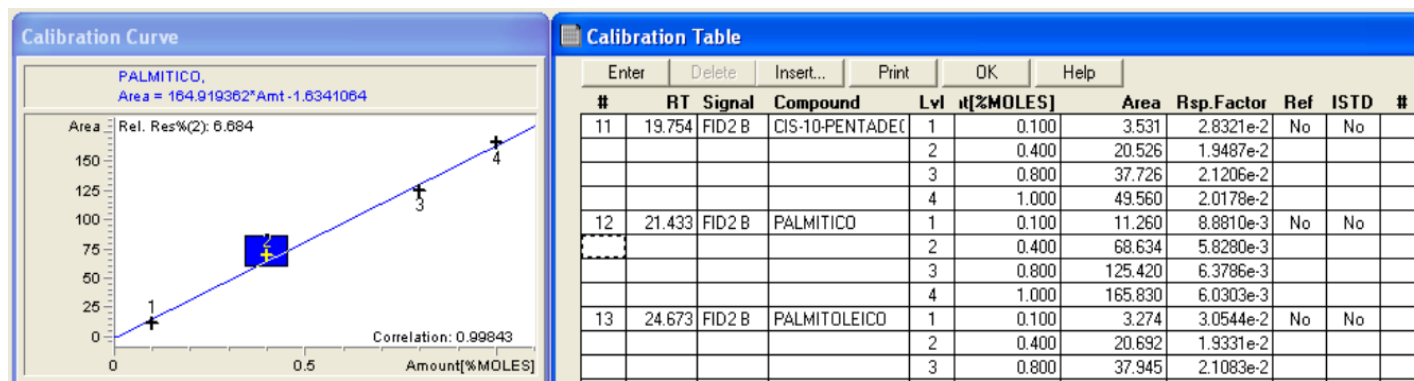 Calibration Curve
PALMITICO,
Area = 164.919362*Amt -1.6341064
Area
Rel. Res%(2): 6.684
150
125
100
75
50
25
0
1
2
3
4
Correlation: 0.99843
0
0.5
Amount[%MOLES]
Calibration Table
Enter Delete Insert... Print OK Help
# RT Signal Compound Lvl ıt[%MOLES] Area Rsp.Factor Ref ISTD #
11 19.754 FID2 B CIS-10-PENTADE( 1 0.100 3.531 2.8321e-2 No No
2 0.400 20.526 1.9487e-2
3 0.800 37.726 2.1206e-2
4 1.000 49.560 2.0178e-2
12 21.433 FID2 B PALMITICO 1 0.100 11.260 8.8810e-3 No No
2 0.400 68.634 5.8280e-3
3 0.800 125.420 6.3786e-3
4 1.000 165.830 6.0303e-3
13 24.673 FID2 B PALMITOLEICO 1 0.100 3.274 3.0544e-2 No No
2 0.400 20.692 1.9331e-2
3 0.800 37.945 2.1083e-2